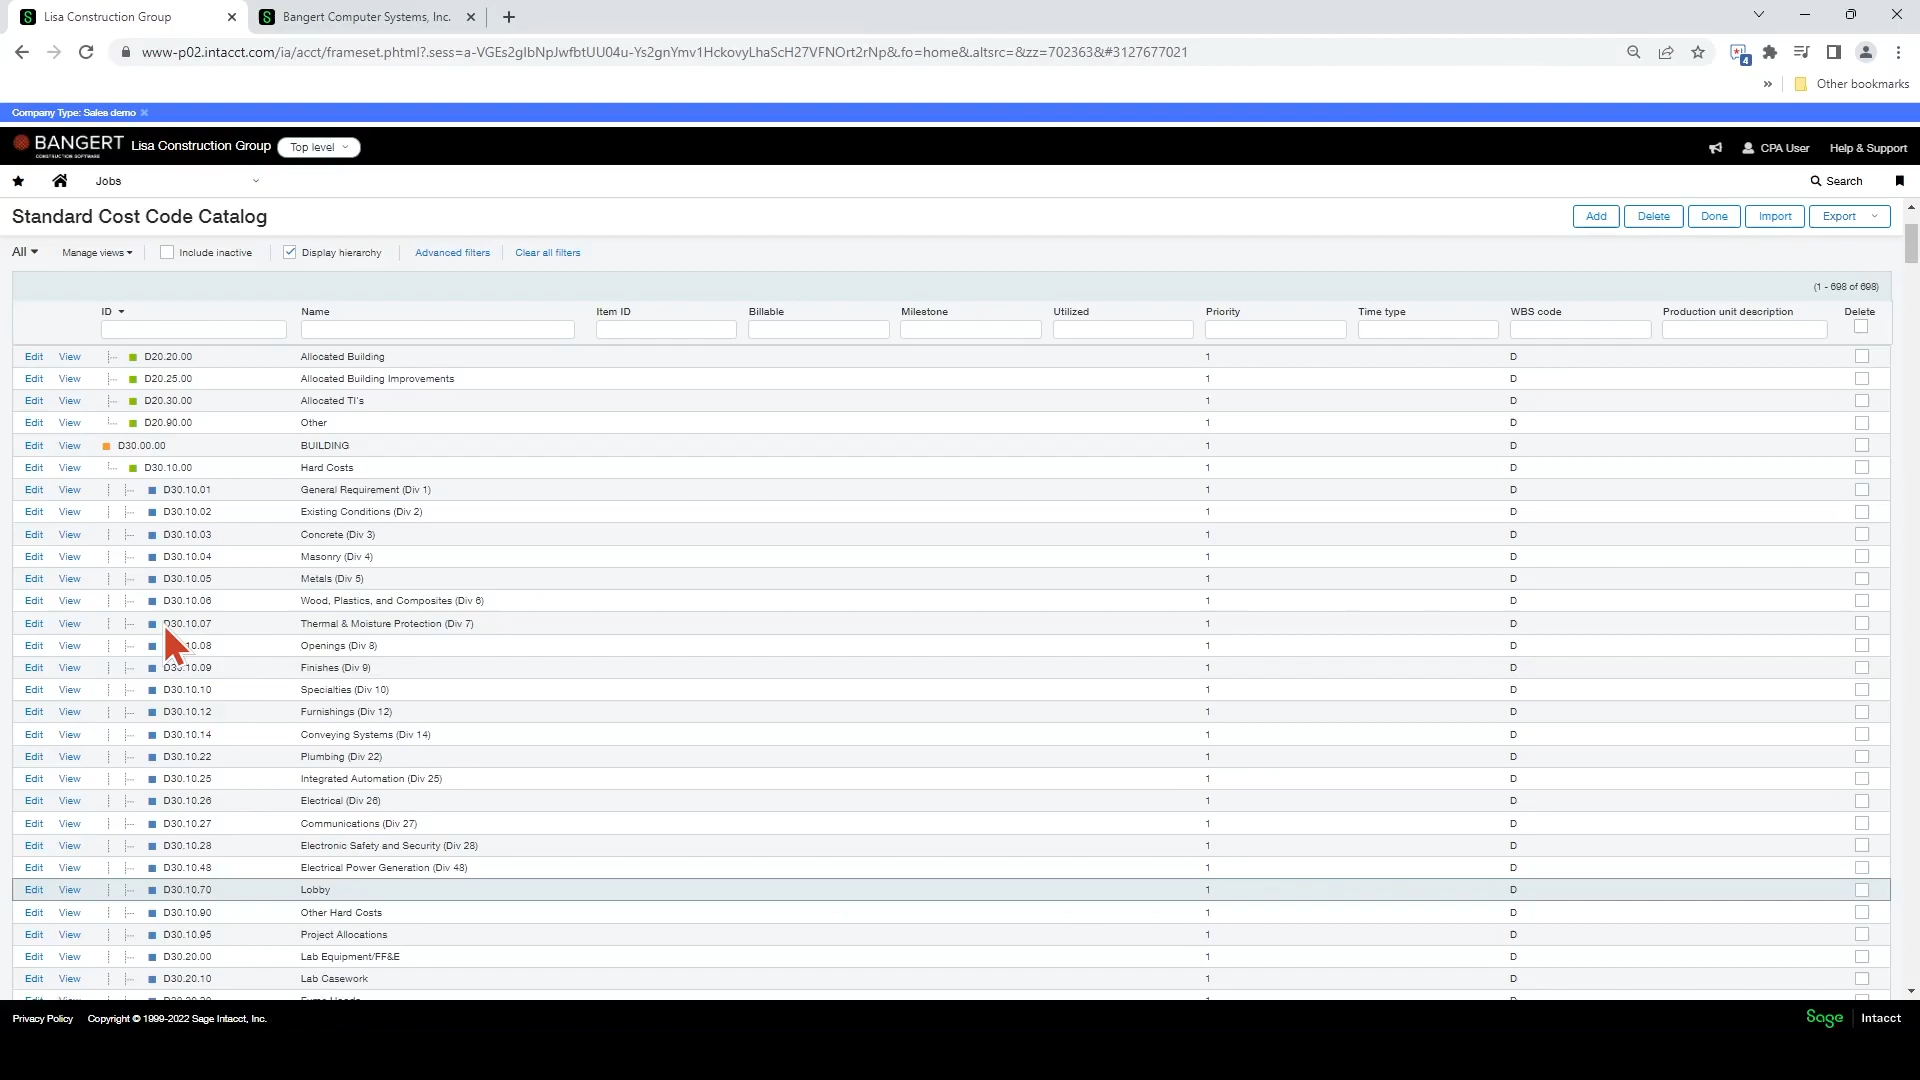 Lisa Construction Group
Bangert Computer Systems, Inc.
www-p02.intacct.com/ia/acct/frameset.phtml?.sess=a-VGEs2glbNpJwfbtUU04u-Ys2gnYmv1HckovyLhaScH27VFNOrt2rNp&.fo=home&.altsrc=&zz=702363&#3127677021
4
» Other bookmarks
Company Type: Sales demo
BANGERT Lisa Construction Group Top level CPA User Help & Support
CONSTRUCTION SOFTWARE
Jobs Search
Standard Cost Code Catalog Add Delete Done Import Export
All Manage views Include inactive Display hierarchy Advanced filters Clear all filters
(1 - 698 of 698)
ID Name Item ID Billable Milestone Utilized Priority Time type WBS code Production unit description Delete
Edit View D20.20.00 Allocated Building 1 D
Edit View D20.25.00 Allocated Building Improvements 1 D
Edit View D20.30.00 Allocated TI's 1 D
Edit View D20.90.00 Other 1 D
Edit View D30.00.00 BUILDING 1 D
Edit View D30.10.00 Hard Costs 1 D
Edit View D30.10.01 General Requirement (Div 1) 1 D
Edit View D30.10.02 Existing Conditions (Div 2) 1 D
Edit View D30.10.03 Concrete (Div 3) 1 D
Edit View D30.10.04 Masonry (Div 4) 1 D
Edit View D30.10.05 Metals (Div 5) 1 D
Edit View D30.10.06 Wood, Plastics, and Composites (Div 6) 1 D
Edit View D30.10.07 Thermal & Moisture Protection (Div 7) 1 D
Edit View 10.08 Openings (Div 8) 1 D
Edit View D30.10.09 Finishes (Div 9) 1 D
Edit View D30.10.10 Specialties (Div 10) 1 D
Edit View D30.10.12 Furnishings (Div 12) 1 D
Edit View D30.10.14 Conveying Systems (Div 14) 1 D
Edit View D30.10.22 Plumbing (Div 22) 1 D
Edit View D30.10.25 Integrated Automation (Div 25) 1 D
Edit View D30.10.26 Electrical (Div 26) 1 D
Edit View D30.10.27 Communications (Div 27) 1 D
Edit View D30.10.28 Electronic Safety and Security (Div 28) 1 D
Edit View D30.10.48 Electrical Power Generation (Div 48) 1 D
Edit View D30.10.70 Lobby 1 D
Edit View D30.10.90 Other Hard Costs 1 D
Edit View D30.10.95 Project Allocations 1 D
Edit View D30.20.00 Lab Equipment/FF&E 1 D
Edit View D30.20.10 Lab Casework 1 D
Privacy Policy Copyright © 1999-2022 Sage Intacct, Inc. Sage Intacct